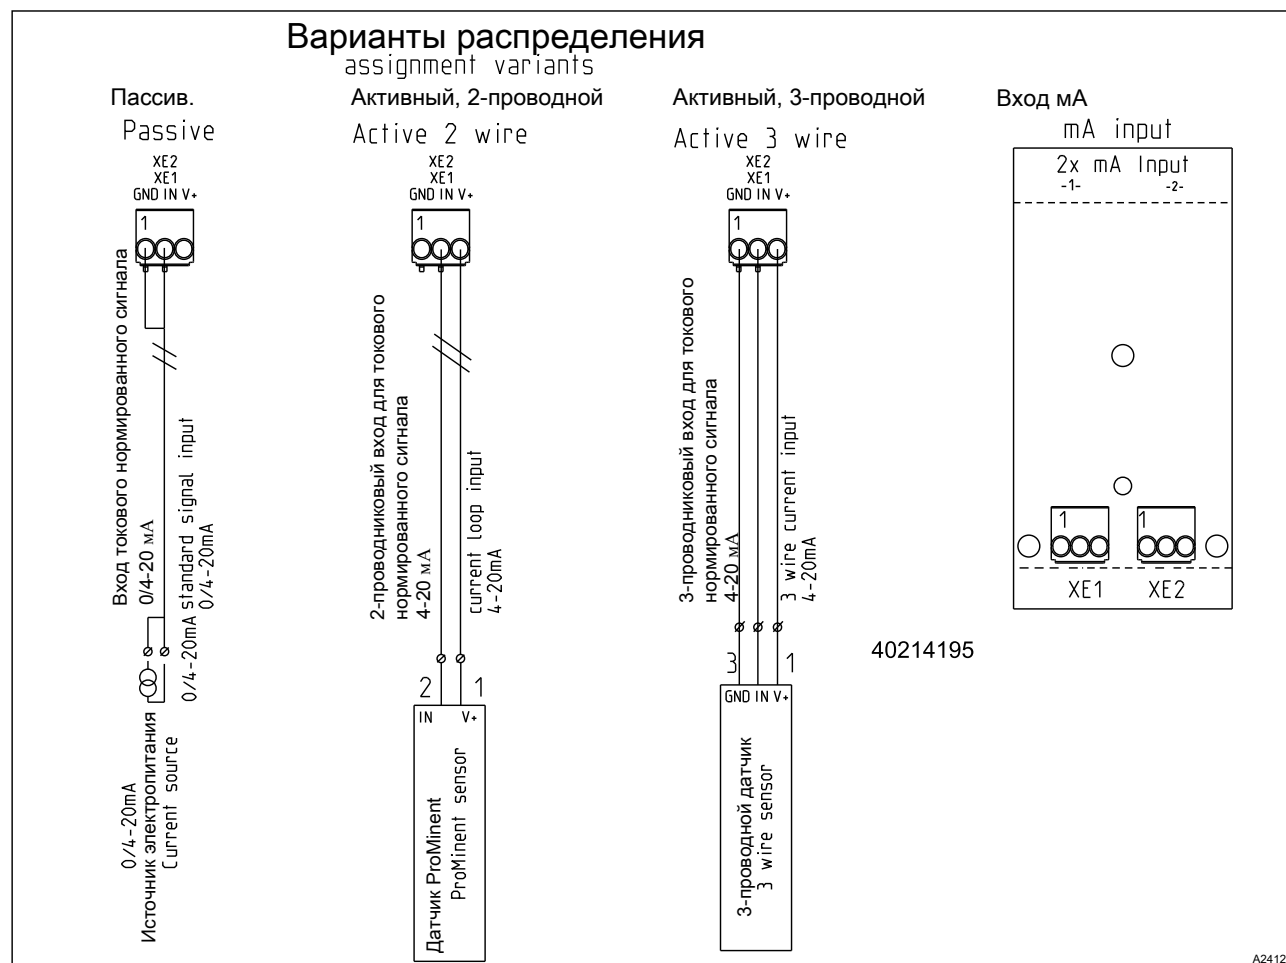 Варианты распределения
assignment variants
Пассив.
Passive
XE2
XE1
GND IN V+
1
Вход токового нормированного сигнала
0/4-20 мА
0/4-20mA standard signal input
0/4-20mA
0/4-20mA
Источник электропитания
Current source
Активный, 2-проводной
Active 2 wire
XE2
XE1
GND IN V+
1
2-проводниковый вход для токового
нормированного сигнала
4-20 мА
current loop input
4-20mA
2 1
IN V+
Датчик ProMinent
ProMinent sensor
Активный, 3-проводной
Active 3 wire
XE2
XE1
GND IN V+
1
3-проводниковый вход для токового
нормированного сигнала
4-20 мА
3 wire current input
4-20mA
3 1
GND IN V+
3-проводной датчик
3 wire sensor
Вход мА
mA input
2x mA Input
-1- -2-
1 1
XE1 XE2
40214195
A2412